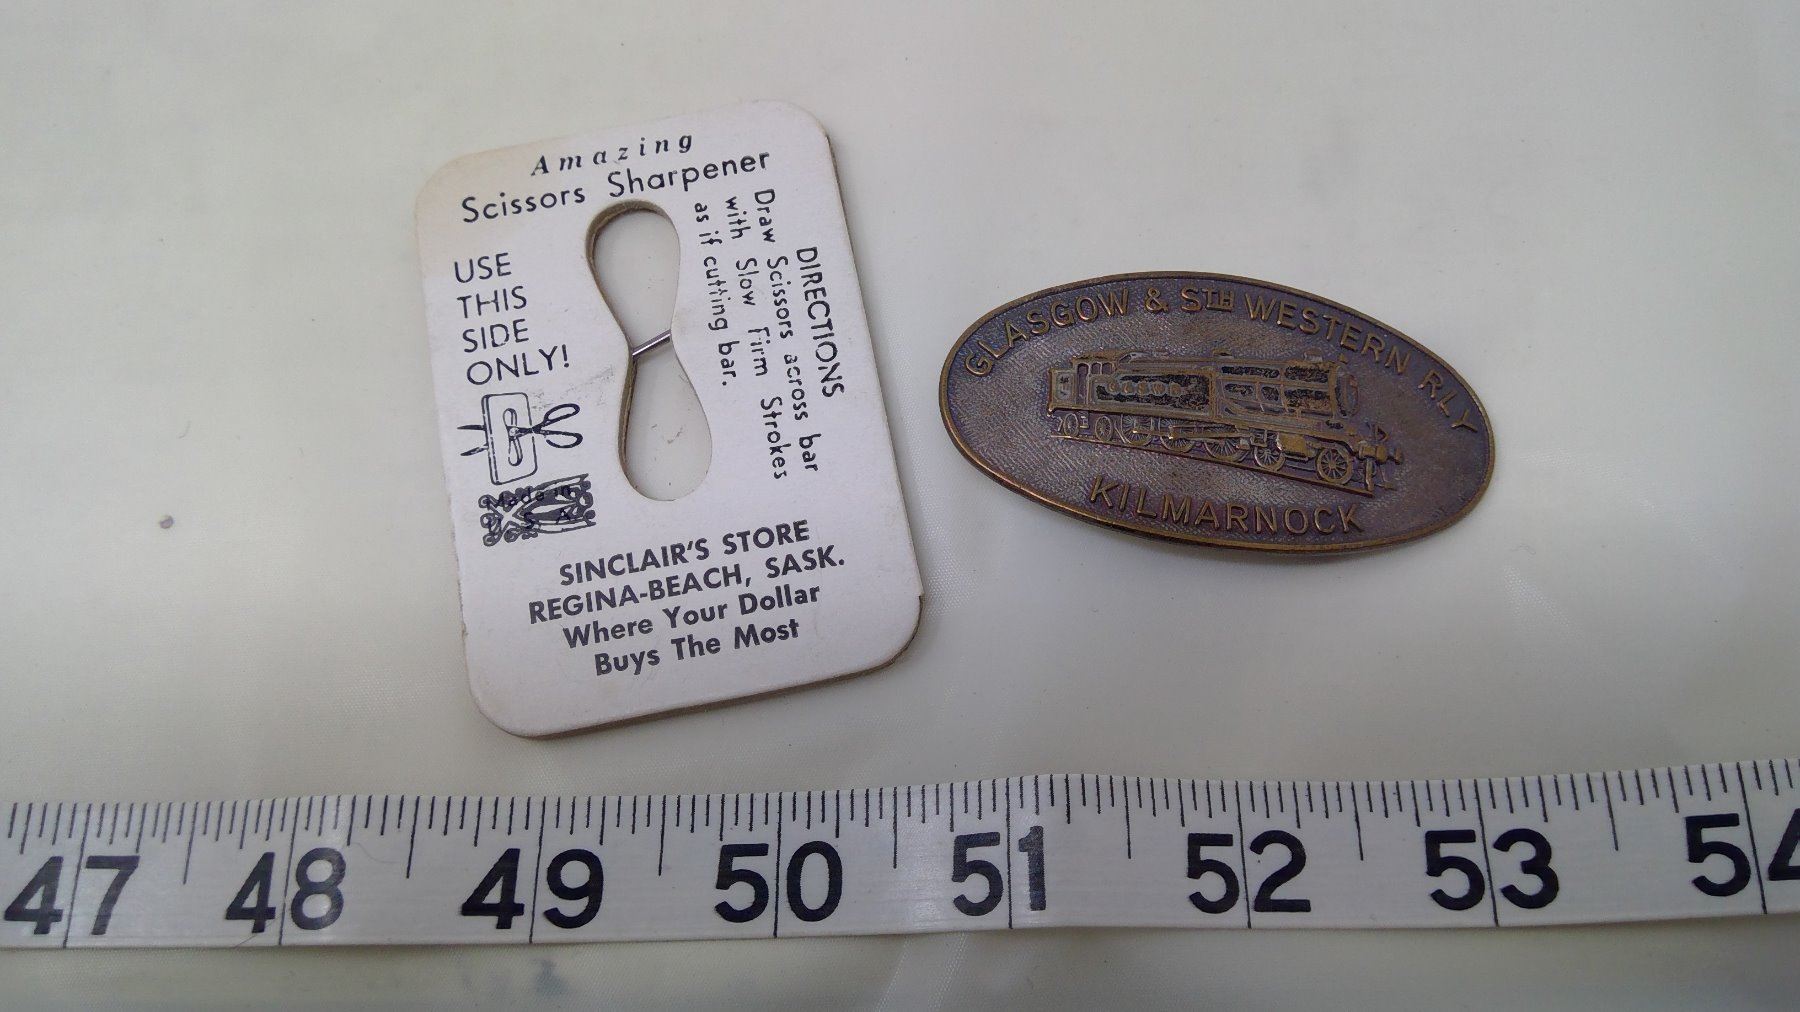 Amazing
Scissors Sharpener
USE
THIS
SIDE
ONLY!
DIRECTIONS
Draw Scissors across bar
with Slow Firm Strokes
as if cutting bar.
Made in
U S A
SINCLAIR'S STORE
REGINA-BEACH, SASK.
Where Your Dollar
Buys The Most
GLASGOW & STH WESTERN RLY
KILMARNOCK
47 48 49 50 51 52 53 54